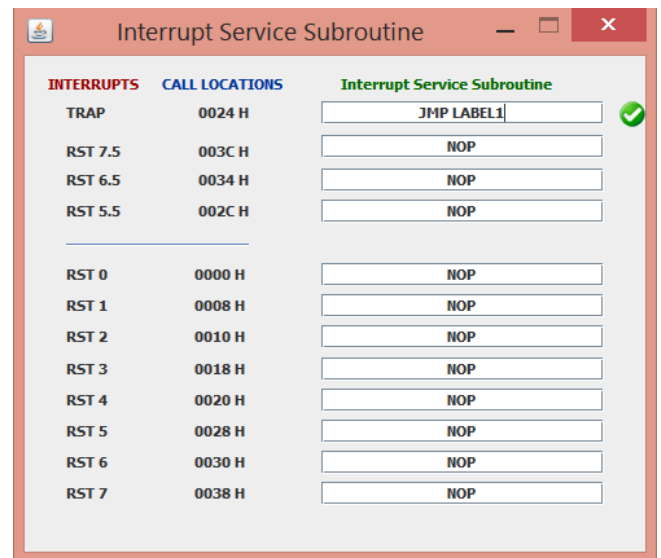 Interrupt Service Subroutine
INTERRUPTS CALL LOCATIONS Interrupt Service Subroutine
TRAP 0024 H JMP LABEL1
RST 7.5 003C H NOP
RST 6.5 0034 H NOP
RST 5.5 002C H NOP
RST 0 0000 H NOP
RST 1 0008 H NOP
RST 2 0010 H NOP
RST 3 0018 H NOP
RST 4 0020 H NOP
RST 5 0028 H NOP
RST 6 0030 H NOP
RST 7 0038 H NOP